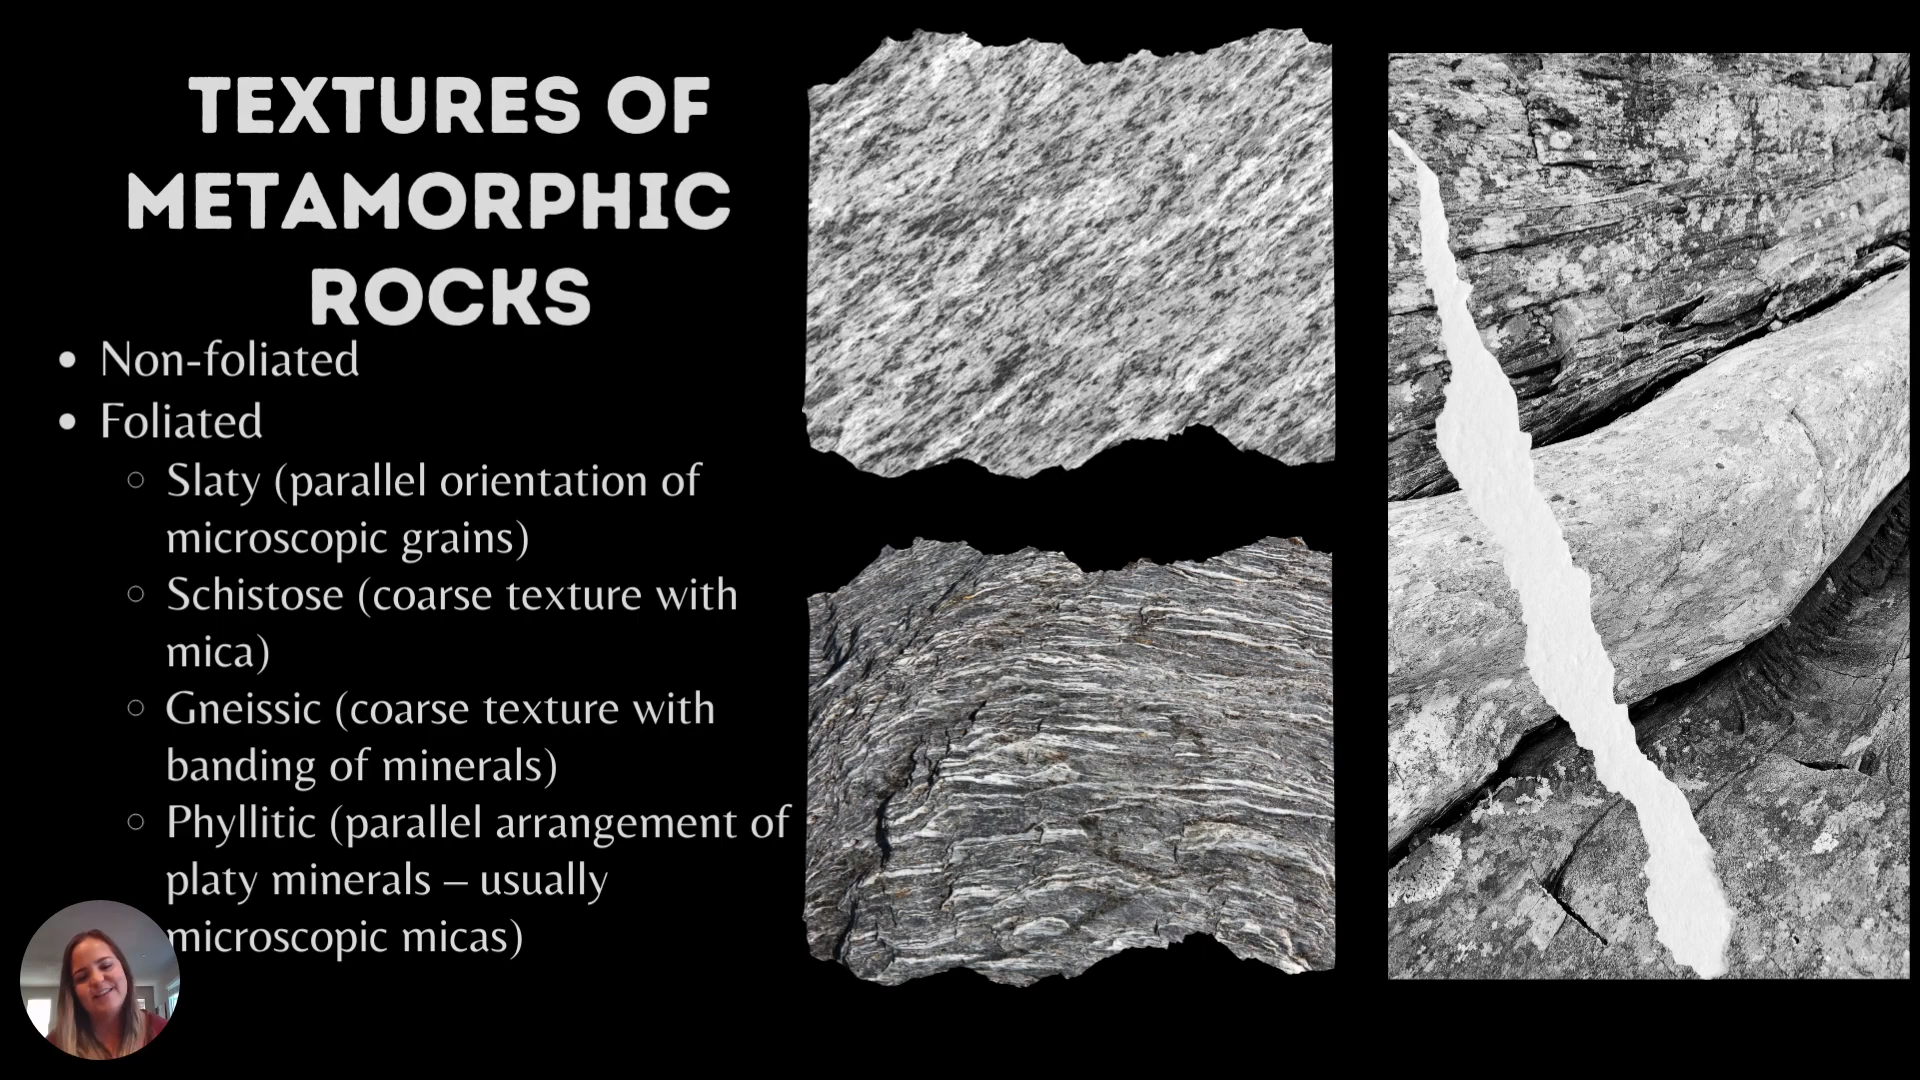 TEXTURES OF
METAMORPHIC
ROCKS
• Non-foliated
• Foliated
○ Slaty (parallel orientation of
microscopic grains)
○ Schistose (coarse texture with
mica)
○ Gneissic (coarse texture with
banding of minerals)
○ Phyllitic (parallel arrangement of
platy minerals – usually
microscopic micas)